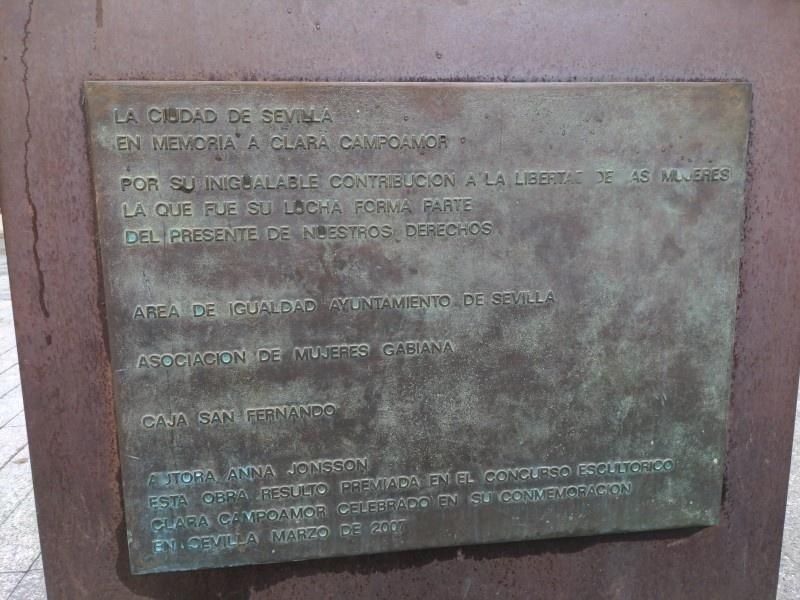 LA CIUDAD DE SEVILLA
EN MEMORIA A CLARA CAMPOAMOR
POR SU INIGUALABLE CONTRIBUCION A LA LIBERTAD DE LAS MUJERES
LA QUE FUE SU LUCHA FORMA PARTE
DEL PRESENTE DE NUESTROS DERECHOS
AREA DE IGUALDAD AYUNTAMIENTO DE SEVILLA
ASOCIACION DE MUJERES GABIANA
CAJA SAN FERNANDO
AUTORA ANNA JONSSON
ESTA OBRA RESULTO PREMIADA EN EL CONCURSO ESCULTORICO
CLARA CAMPOAMOR CELEBRADO EN SU CONMEMORACION
EN SEVILLA MARZO DE 2007